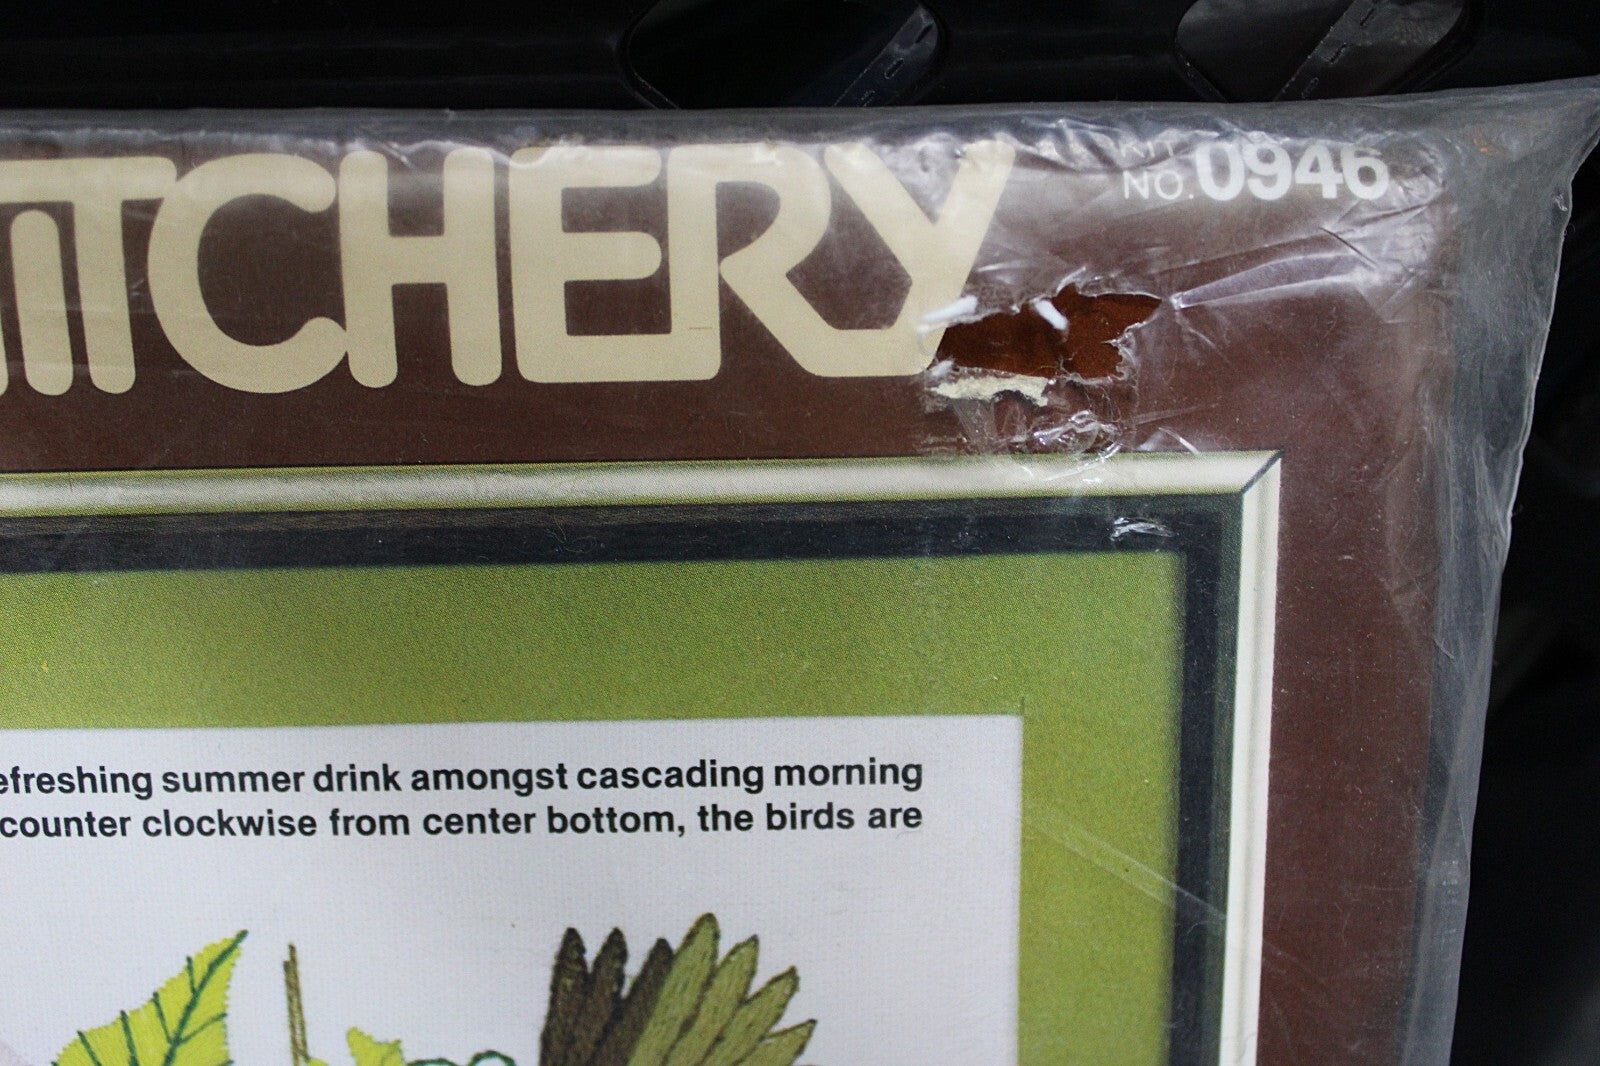 ITCHERY
KIT
NO. 0946
efreshing summer drink amongst cascading morning
counter clockwise from center bottom, the birds are